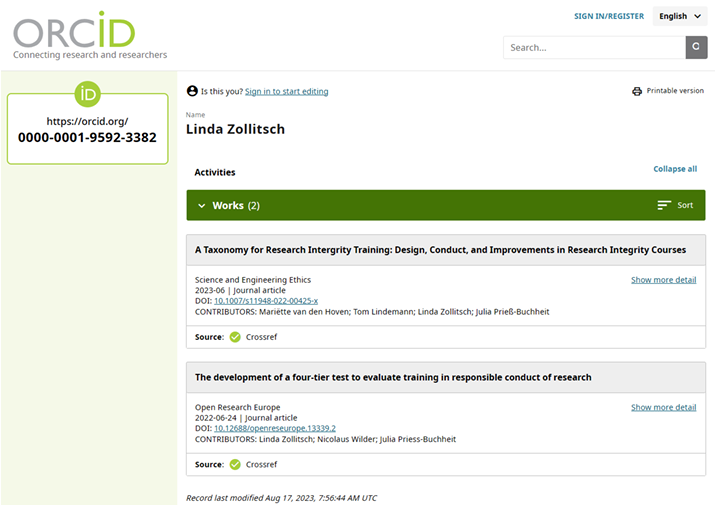 SIGN IN/REGISTER English
ORCID
Connecting research and researchers
Search...
iD
https://orcid.org/
0000-0001-9592-3382
Is this you? Sign in to start editing
Printable version
Name
Linda Zollitsch
Activities
Collapse all
Works (2)
Sort
A Taxonomy for Research Intergrity Training: Design, Conduct, and Improvements in Research Integrity Courses
Science and Engineering Ethics
Show more detail
2023-06 | Journal article
DOI: 10.1007/s11948-022-00425-x
CONTRIBUTORS: Mariëtte van den Hoven; Tom Lindemann; Linda Zollitsch; Julia Prieß-Buchheit
Source: Crossref
The development of a four-tier test to evaluate training in responsible conduct of research
Open Research Europe
Show more detail
2022-06-24 | Journal article
DOI: 10.12688/openreseurope.13339.2
CONTRIBUTORS: Linda Zollitsch; Nicolaus Wilder; Julia Priess-Buchheit
Source: Crossref
Record last modified Aug 17, 2023, 7:56:44 AM UTC